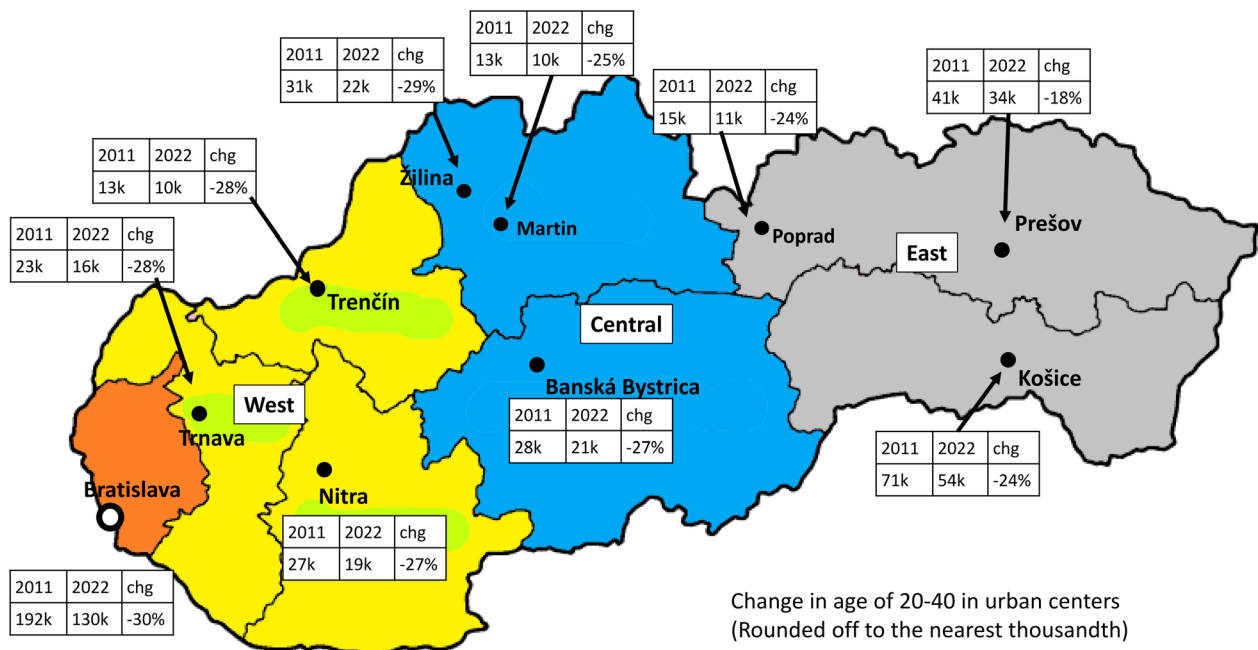 2011 2022 chg
13k 10k -25%
2011 2022 chg
31k 22k -29%
2011 2022 chg
41k 34k -18%
2011 2022 chg
15k 11k -24%
2011 2022 chg
13k 10k -28%
Žilina
Martin
Poprad
Prešov
2011 2022 chg
23k 16k -28%
East
Trenčín
Central
Košice
Banská Bystrica
West
2011 2022 chg
28k 21k -27%
Trnava
2011 2022 chg
71k 54k -24%
Bratislava
Nitra
2011 2022 chg
27k 19k -27%
2011 2022 chg
192k 130k -30%
Change in age of 20-40 in urban centers
(Rounded off to the nearest thousandth)